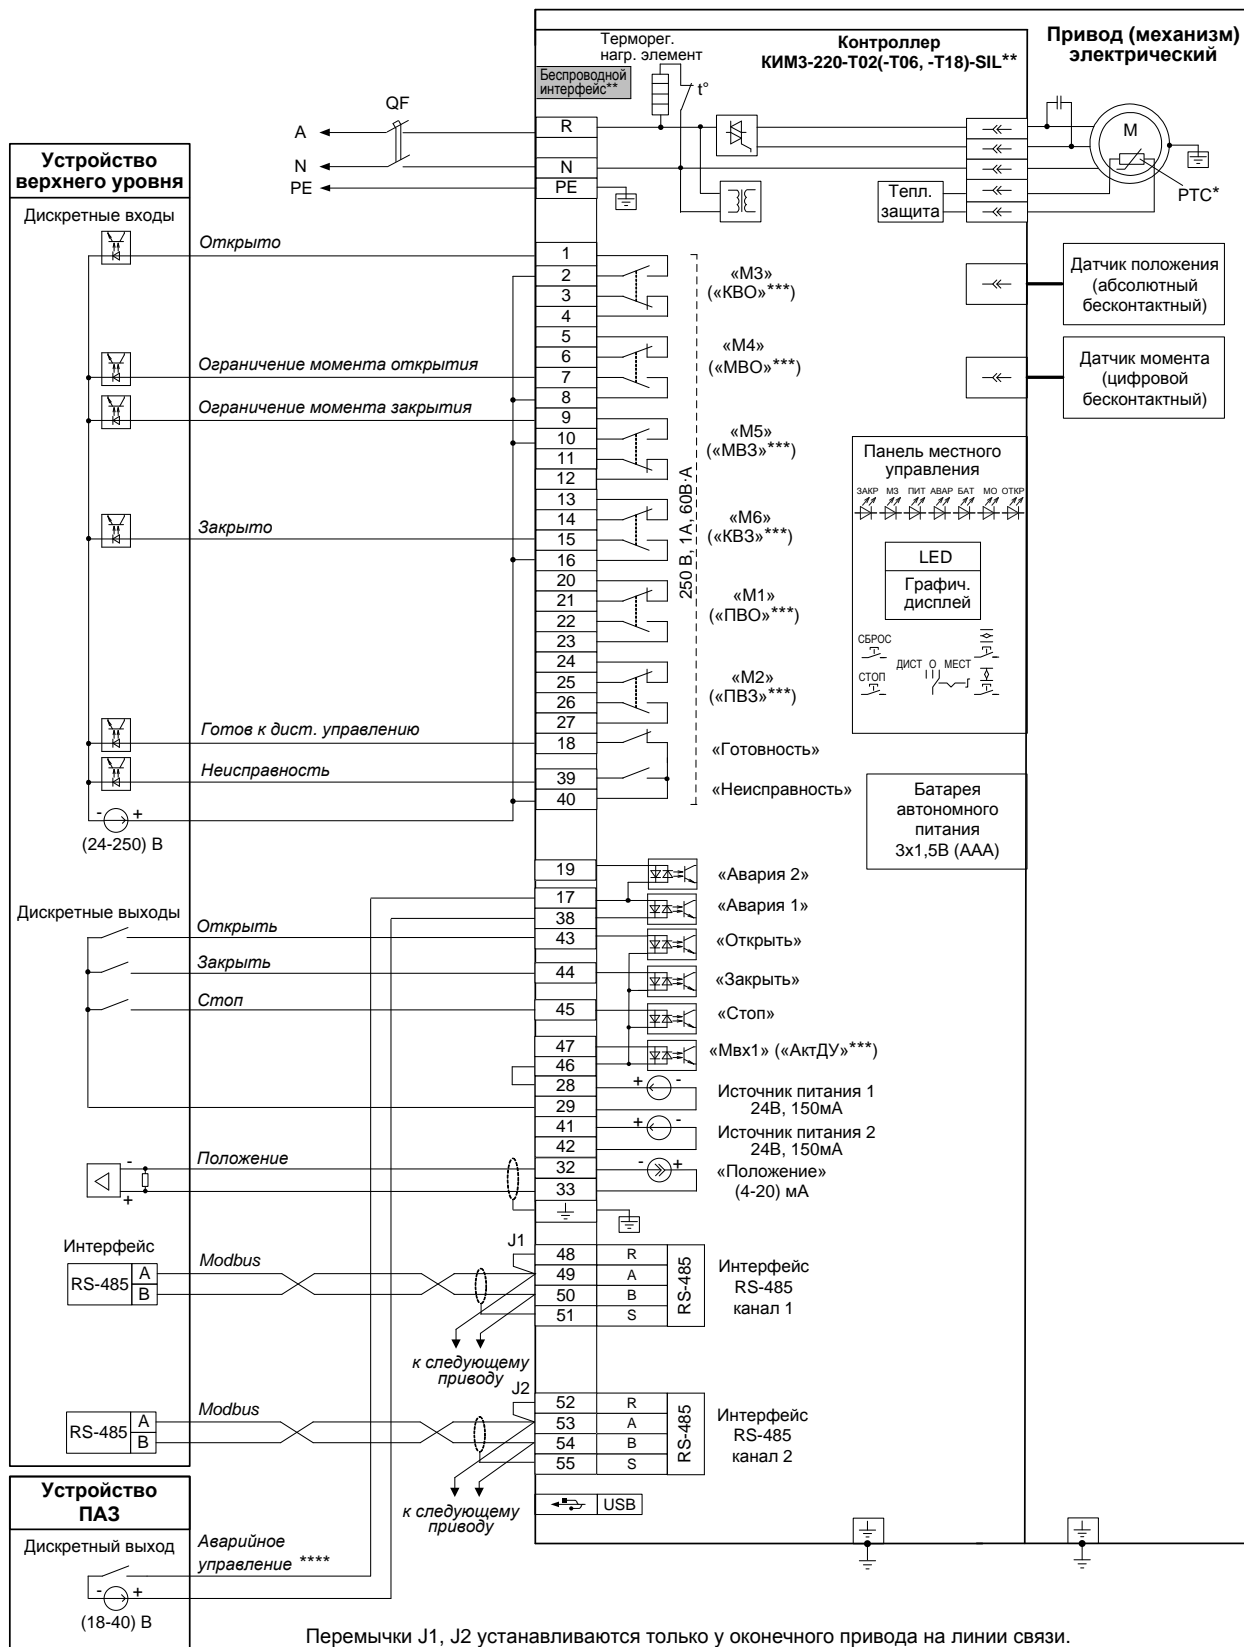 Привод (механизм)
электрический
Контроллер
КИМ3-220-Т02(-Т06, -Т18)-SIL**
Терморег.
нагр. элемент
Беспроводной
интерфейс**
t°
QF
A
N
PE
R
N
PE
M
PTC*
Тепл.
защита
Устройство
верхнего уровня
Дискретные входы
Открыто
Ограничение момента открытия
Ограничение момента закрытия
Закрыто
Готов к дист. управлению
Неисправность
- +
(24-250) В
1
2
3
4
5
6
7
8
9
10
11
12
13
14
15
16
20
21
22
23
24
25
26
27
18
39
40
«М3»
(«КВО»***)
«М4»
(«МВО»***)
«М5»
(«МВЗ»***)
«М6»
(«КВЗ»***)
«М1»
(«ПВО»***)
«М2»
(«ПВЗ»***)
«Готовность»
«Неисправность»
250 В, 1А, 60В·А
Датчик положения
(абсолютный
бесконтактный)
Датчик момента
(цифровой
бесконтактный)
Панель местного
управления
ЗАКР МЗ ПИТ АВАР БАТ МО ОТКР
LED
Графич.
дисплей
СБРОС
СТОП
ДИСТ О МЕСТ
Батарея
автономного
питания
3х1,5В (ААА)
Дискретные выходы
Открыть
Закрыть
Стоп
19
17
38
43
44
45
47
46
28
29
41
42
32
33
«Авария 2»
«Авария 1»
«Открыть»
«Закрыть»
«Стоп»
«Мвх1» («АктДУ»***)
+ -
Источник питания 1
24В, 150мА
+ -
Источник питания 2
24В, 150мА
- +
«Положение»
(4-20) мА
Положение
-
+
Интерфейс
RS-485
A
B
Modbus
J1
48 R
49 A
50 B
51 S
RS-485
Интерфейс
RS-485
канал 1
к следующему
приводу
RS-485
A
B
Modbus
J2
52 R
53 A
54 B
55 S
RS-485
Интерфейс
RS-485
канал 2
к следующему
приводу
USB
Устройство
ПАЗ
Дискретный выход
Аварийное
управление ****
- +
(18-40) В
Перемычки J1, J2 устанавливаются только у оконечного привода на линии связи.